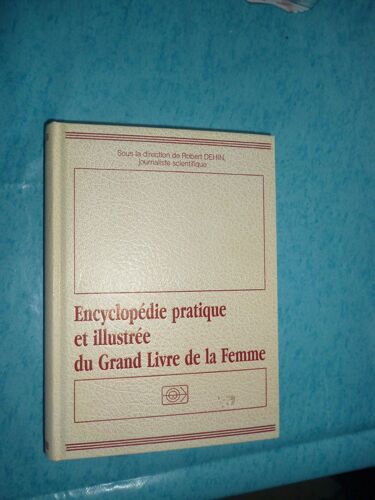 Sous la direction de Robert DEHIN,
journaliste scientifique
Encyclopédie pratique
et illustrée
du Grand Livre de la Femme